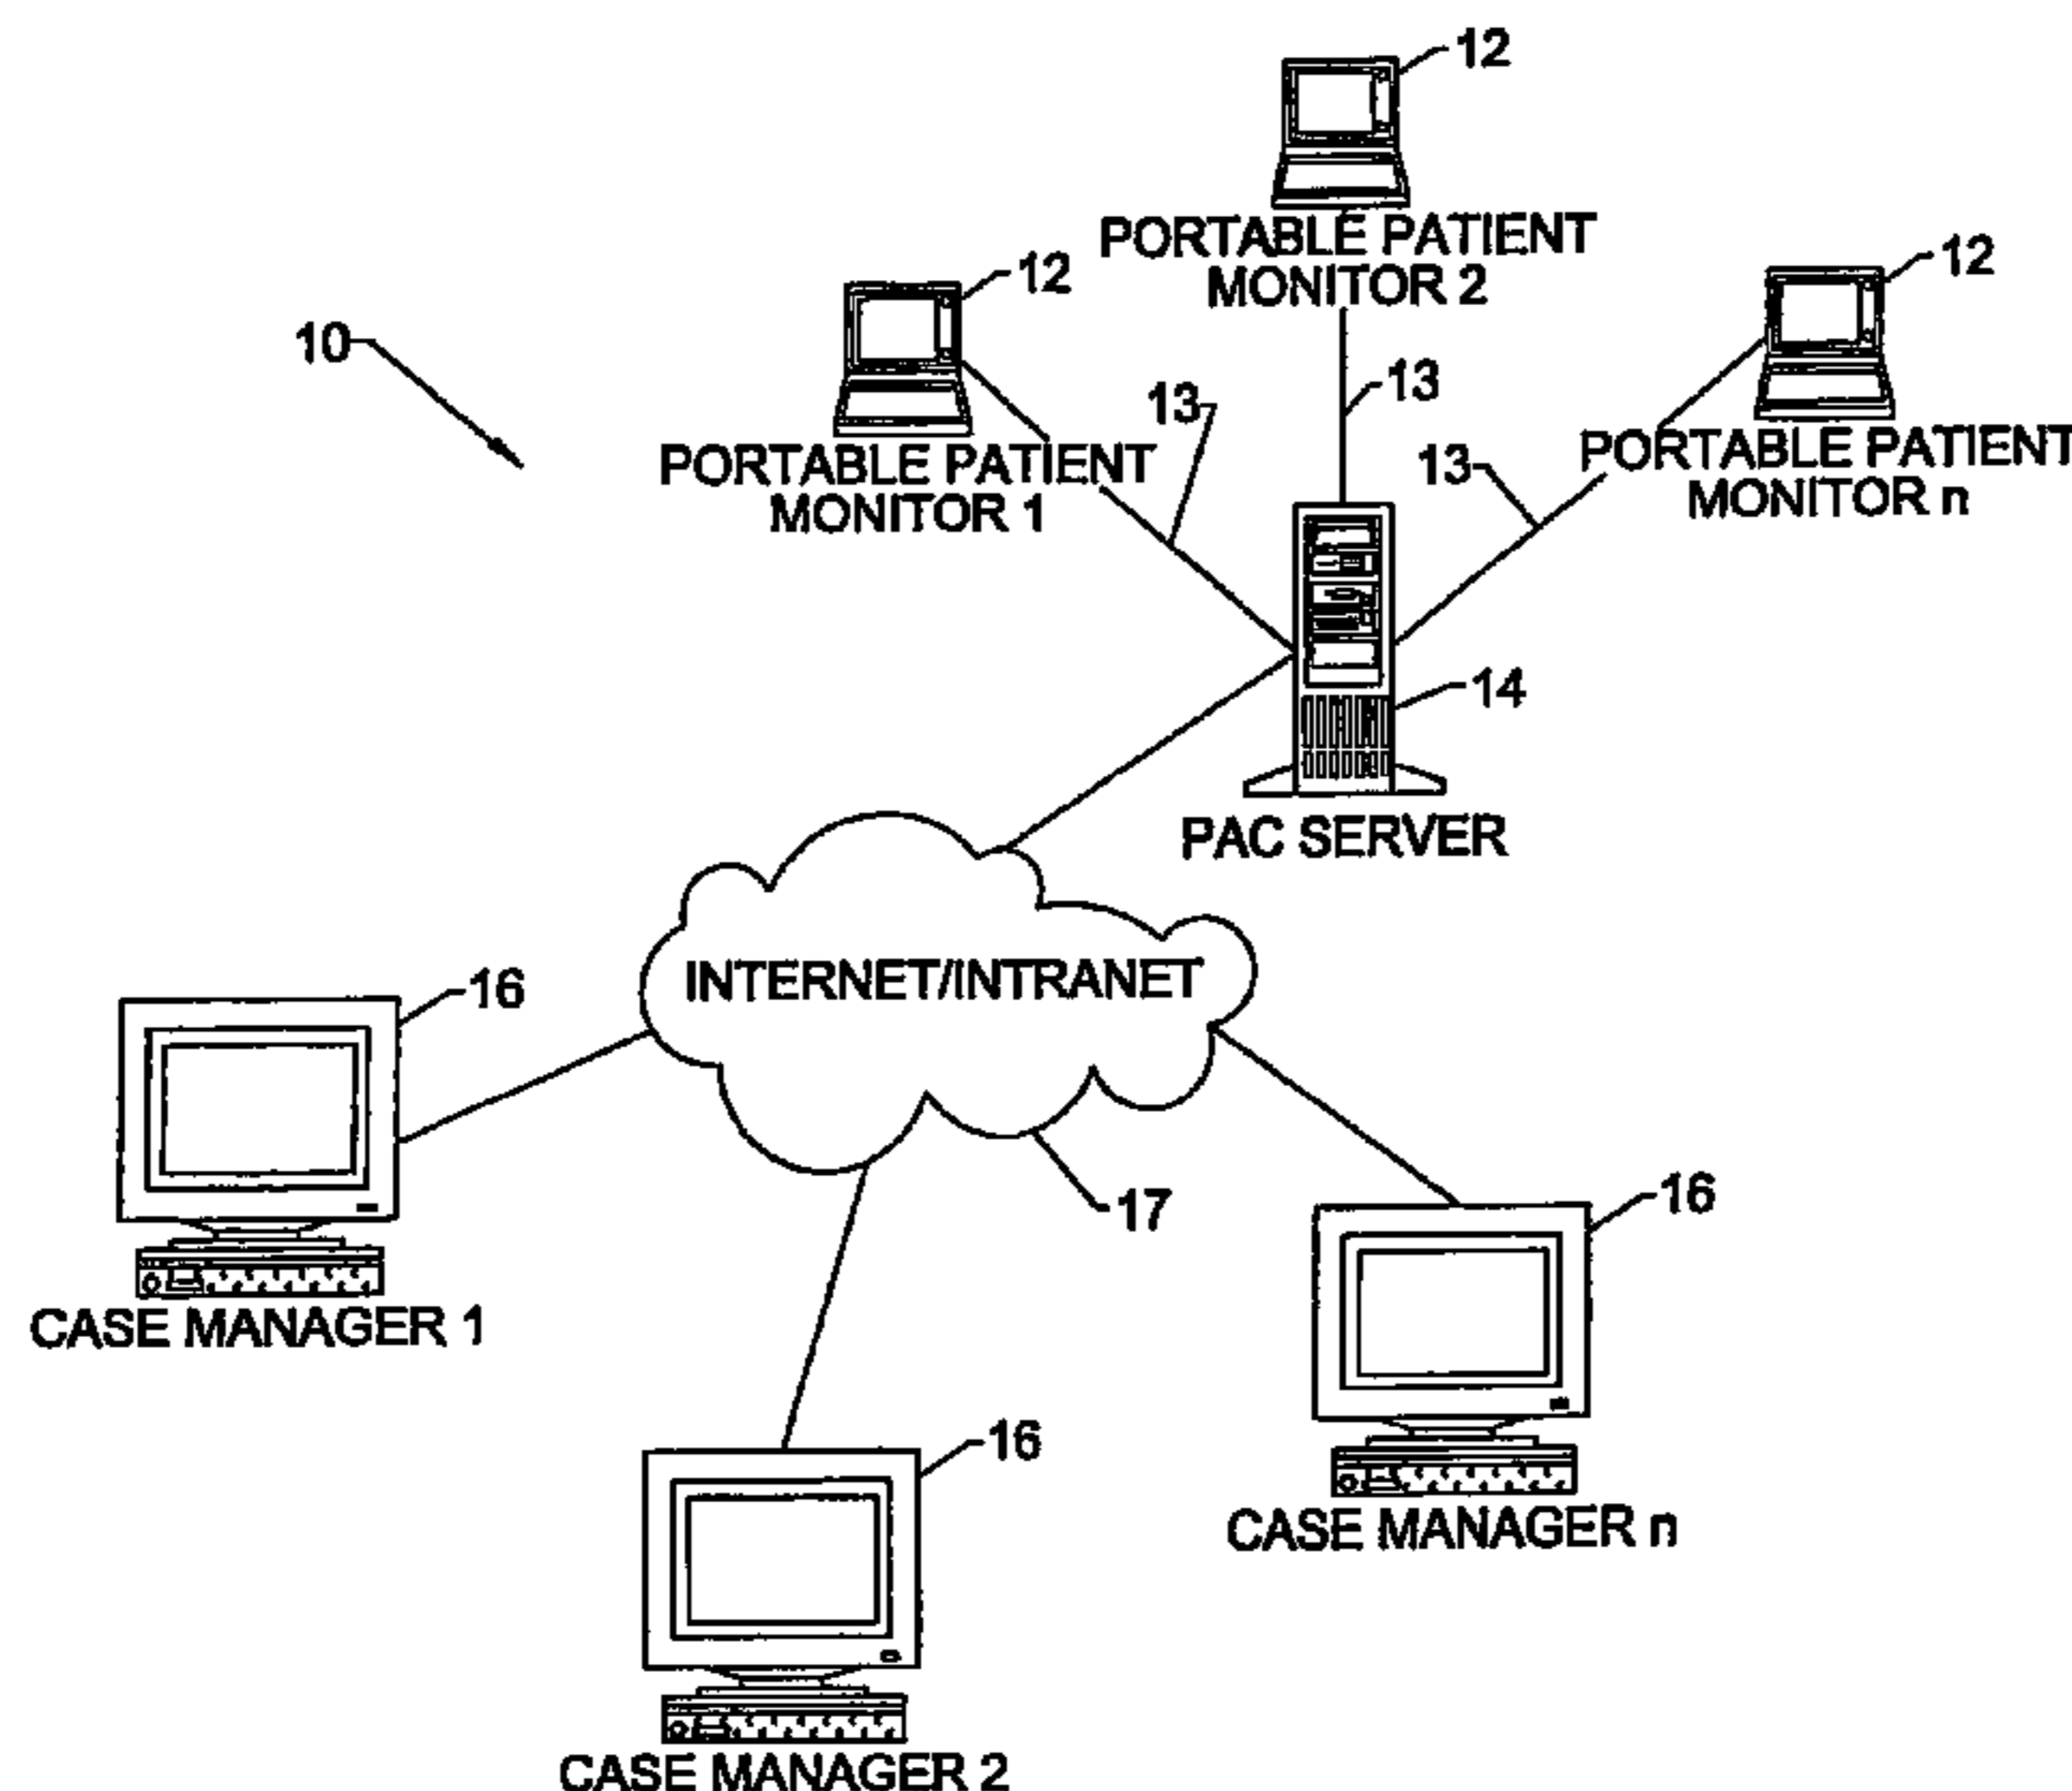 12
PORTABLE PATIENT
MONITOR 2
12
PORTABLE PATIENT
MONITOR 1
12
PORTABLE PATIENT
MONITOR n
10
13
13
13
14
PAC SERVER
INTERNET/INTRANET
17
16
CASE MANAGER 1
16
CASE MANAGER 2
16
CASE MANAGER n